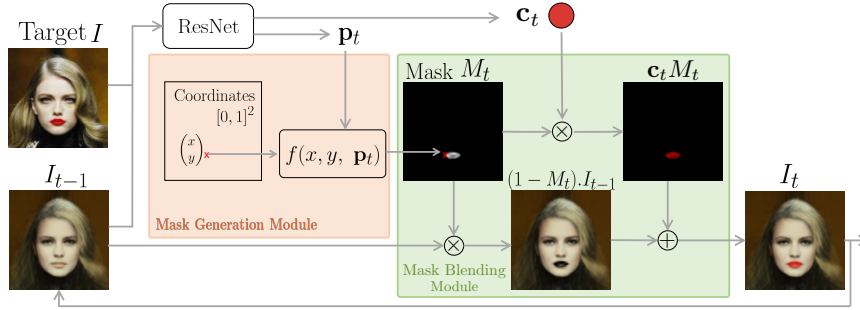 Target I
ResNet
c_t
p_t
Mask M_t
c_t M_t
Coordinates
[0, 1]^2
(x y)
f(x, y, p_t)
I_{t-1}
(1 - M_t).I_{t-1}
I_t
Mask Generation Module
Mask Blending
Module